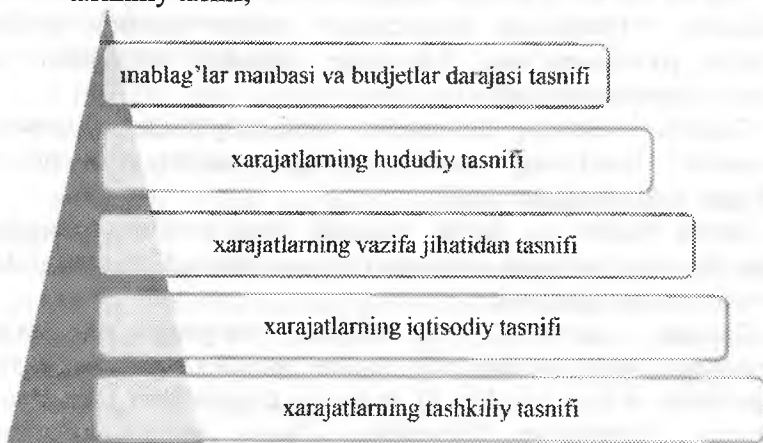 mablag'lar manbasi va budjetlar darajasi tasnifi
xarajatlarning hududiy tasnifi
xarajatlarning vazifa jihatidan tasnifi
xarajatlarning iqtisodiy tasnifi
xarajatlarning tashkiliy tasnifi